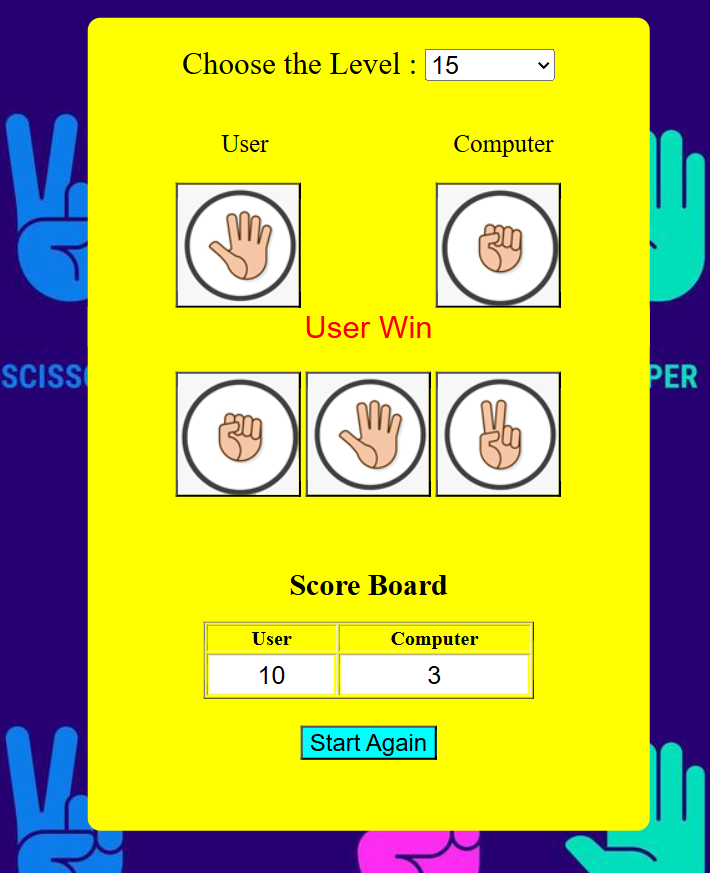 Choose the Level : 15
User Computer
User Win
SCISSO PER
Score Board
User Computer
10 3
Start Again